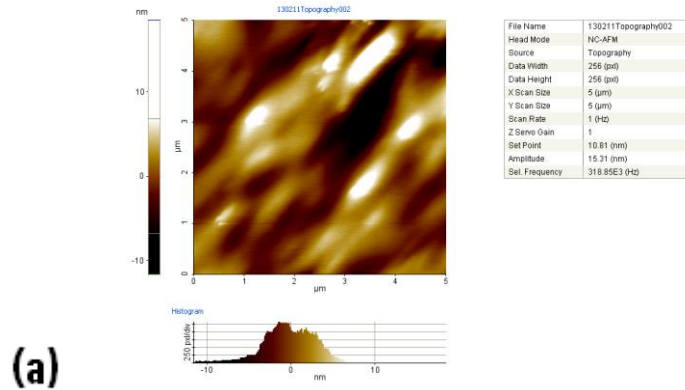 nm
10
0
-10
130211Topography002
5
4
3
2
1
0
µm
0 1 2 3 4 5
µm
File Name 130211Topography002
Head Mode NC-AFM
Source Topography
Data Width 256 (pxl)
Data Height 256 (pxl)
X Scan Size 5 (µm)
Y Scan Size 5 (µm)
Scan Rate 1 (Hz)
Z Servo Gain 1
Set Point 10.81 (nm)
Amplitude 15.31 (nm)
Sel. Frequency 318.85E3 (Hz)
Histogram
250 pxl/div
-10 0 10
nm
(a)